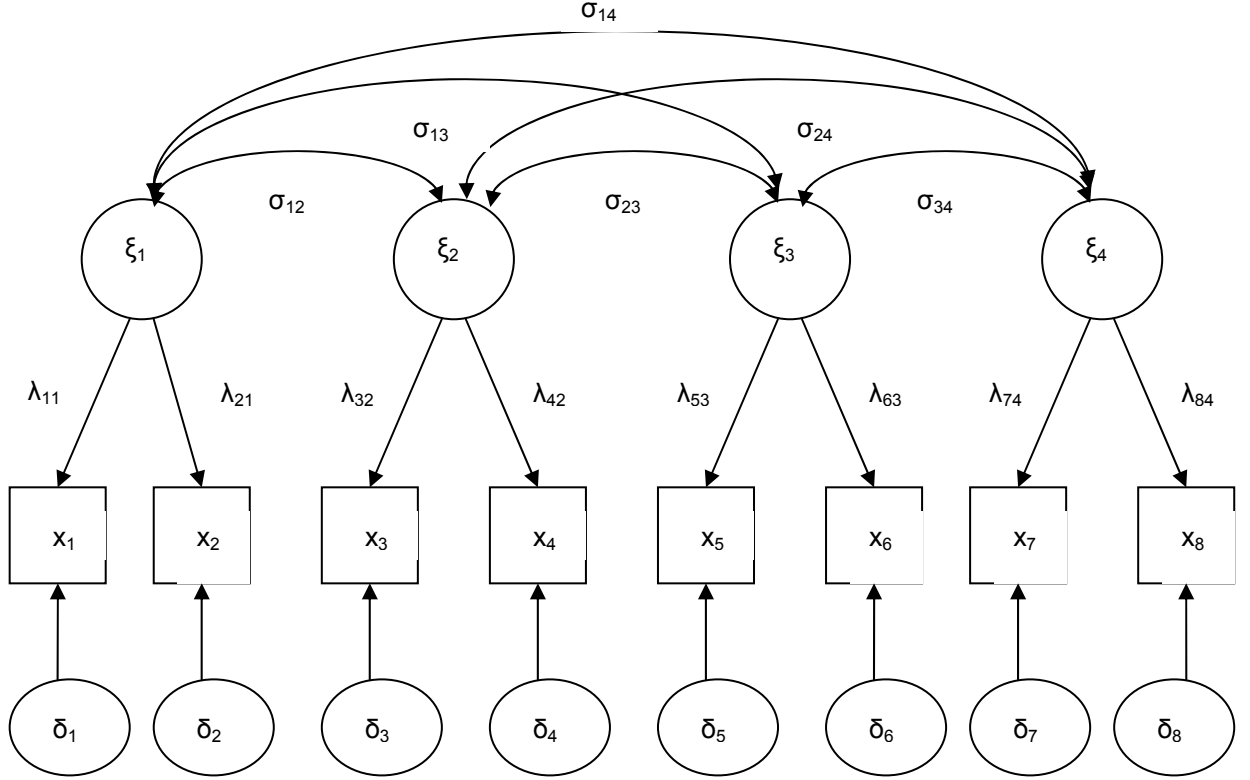 σ₁₄
σ₁₃ σ₂₄
σ₁₂ σ₂₃ σ₃₄
ξ₁ ξ₂ ξ₃ ξ₄
λ₁₁ λ₂₁ λ₃₂ λ₄₂ λ₅₃ λ₆₃ λ₇₄ λ₈₄
x₁ x₂ x₃ x₄ x₅ x₆ x₇ x₈
δ₁ δ₂ δ₃ δ₄ δ₅ δ₆ δ₇ δ₈